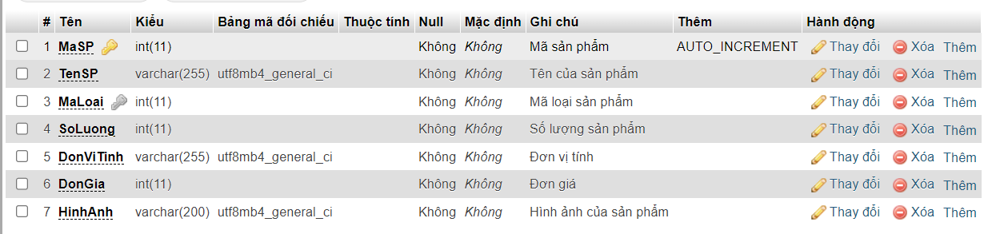 # Tên Kiểu Bảng mã đối chiếu Thuộc tính Null Mặc định Ghi chú Thêm Hành động
1 MaSP int(11) Không Không Mã sản phẩm AUTO_INCREMENT Thay đổi Xóa Thêm
2 TenSP varchar(255) utf8mb4_general_ci Không Không Tên của sản phẩm Thay đổi Xóa Thêm
3 MaLoai int(11) Không Không Mã loại sản phẩm Thay đổi Xóa Thêm
4 SoLuong int(11) Không Không Số lượng sản phẩm Thay đổi Xóa Thêm
5 DonViTinh varchar(255) utf8mb4_general_ci Không Không Đơn vị tính Thay đổi Xóa Thêm
6 DonGia int(11) Không Không Đơn giá Thay đổi Xóa Thêm
7 HinhAnh varchar(200) utf8mb4_general_ci Không Không Hình ảnh của sản phẩm Thay đổi Xóa Thêm